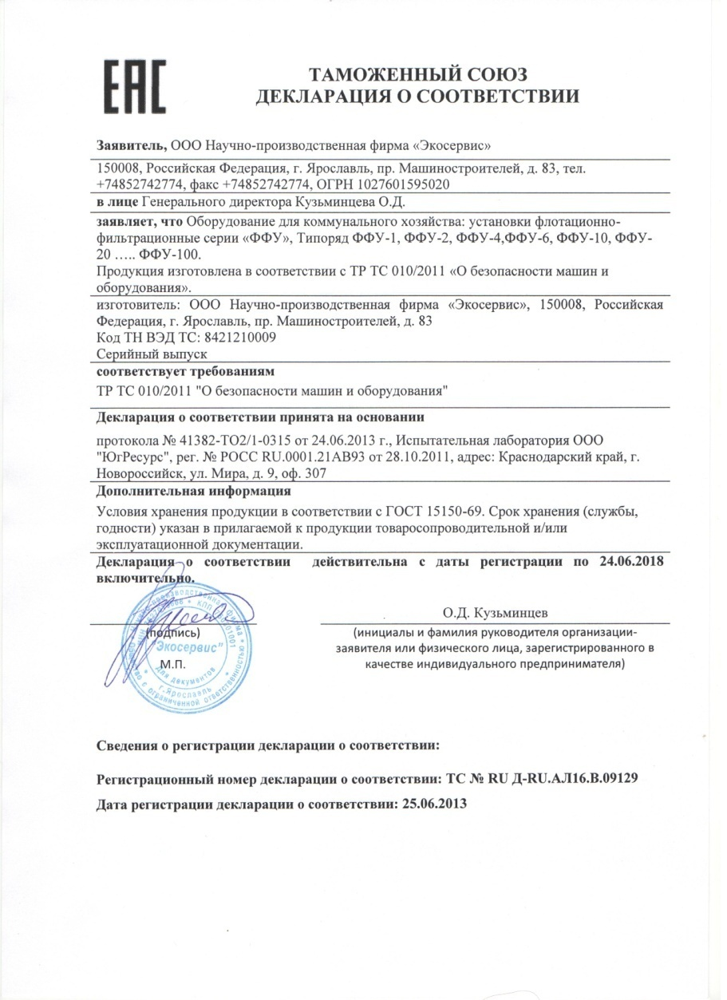 ЕАС
ТАМОЖЕННЫЙ СОЮЗ
ДЕКЛАРАЦИЯ О СООТВЕТСТВИИ
Заявитель, ООО Научно-производственная фирма «Экосервис»
150008, Российская Федерация, г. Ярославль, пр. Машиностроителей, д. 83, тел.
+74852742774, факс +74852742774, ОГРН 1027601595020
в лице Генерального директора Кузьминцева О.Д.
заявляет, что Оборудование для коммунального хозяйства: установки флотационно-
фильтрационные серии «ФФУ», Типоряд ФФУ-1, ФФУ-2, ФФУ-4,ФФУ-6, ФФУ-10, ФФУ-
20 ….. ФФУ-100.
Продукция изготовлена в соответствии с ТР ТС 010/2011 «О безопасности машин и
оборудования».
изготовитель: ООО Научно-производственная фирма «Экосервис», 150008, Российская
Федерация, г. Ярославль, пр. Машиностроителей, д. 83
Код ТН ВЭД ТС: 8421210009
Серийный выпуск
соответствует требованиям
ТР ТС 010/2011 "О безопасности машин и оборудования"
Декларация о соответствии принята на основании
протокола № 41382-ТО2/1-0315 от 24.06.2013 г., Испытательная лаборатория ООО
"ЮгРесурс", рег. № РОСС RU.0001.21АВ93 от 28.10.2011, адрес: Краснодарский край, г.
Новороссийск, ул. Мира, д. 9, оф. 307
Дополнительная информация
Условия хранения продукции в соответствии с ГОСТ 15150-69. Срок хранения (службы,
годности) указан в прилагаемой к продукции товаросопроводительной и/или
эксплуатационной документации.
Декларация о соответствии действительна с даты регистрации по 24.06.2018
включительно.
О.Д. Кузьминцев
(подпись)
(инициалы и фамилия руководителя организации-
заявителя или физического лица, зарегистрированного в
качестве индивидуального предпринимателя)
М.П.
научно-производственная фирма
"Экосервис"
Для документов
г.Ярославль
с ограниченной ответственностью
Сведения о регистрации декларации о соответствии:
Регистрационный номер декларации о соответствии: ТС № RU Д-RU.АЛ16.В.09129
Дата регистрации декларации о соответствии: 25.06.2013